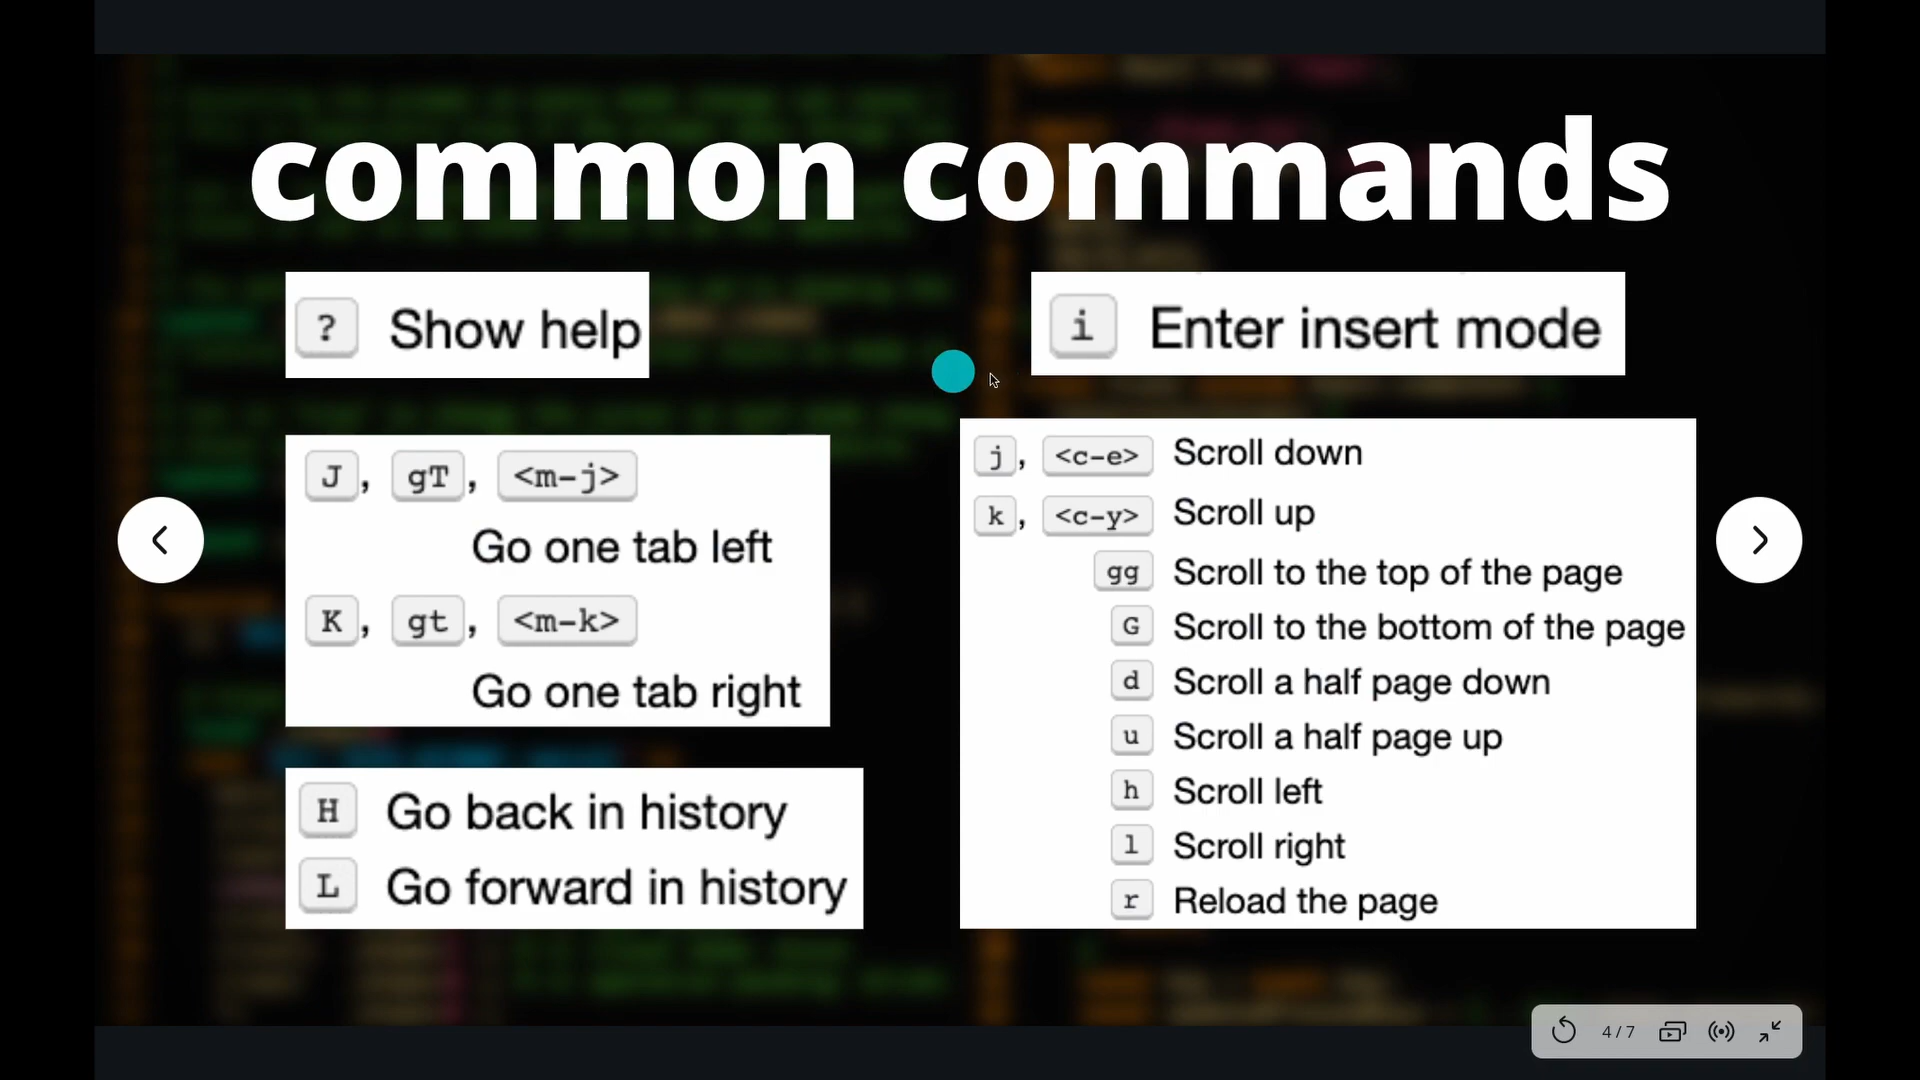 common commands
? Show help
i Enter insert mode
J, gT, <m-j>
Go one tab left
K, gt, <m-k>
Go one tab right
H Go back in history
L Go forward in history
j, <c-e> Scroll down
k, <c-y> Scroll up
gg Scroll to the top of the page
G Scroll to the bottom of the page
d Scroll a half page down
u Scroll a half page up
h Scroll left
l Scroll right
r Reload the page
4 / 7